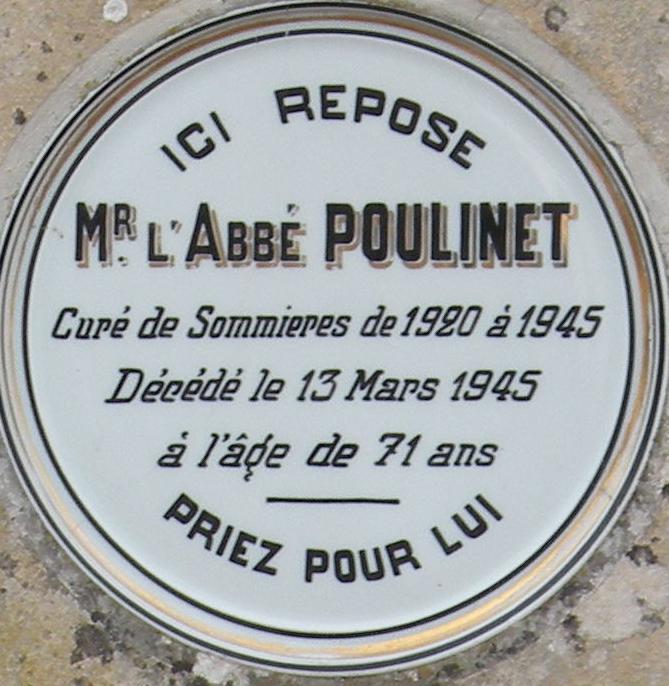 ICI REPOSE
MR L'ABBÉ POULINET
Curé de Sommieres de 1920 à 1945
Décédé le 13 Mars 1945
à l'âge de 71 ans
PRIEZ POUR LUI